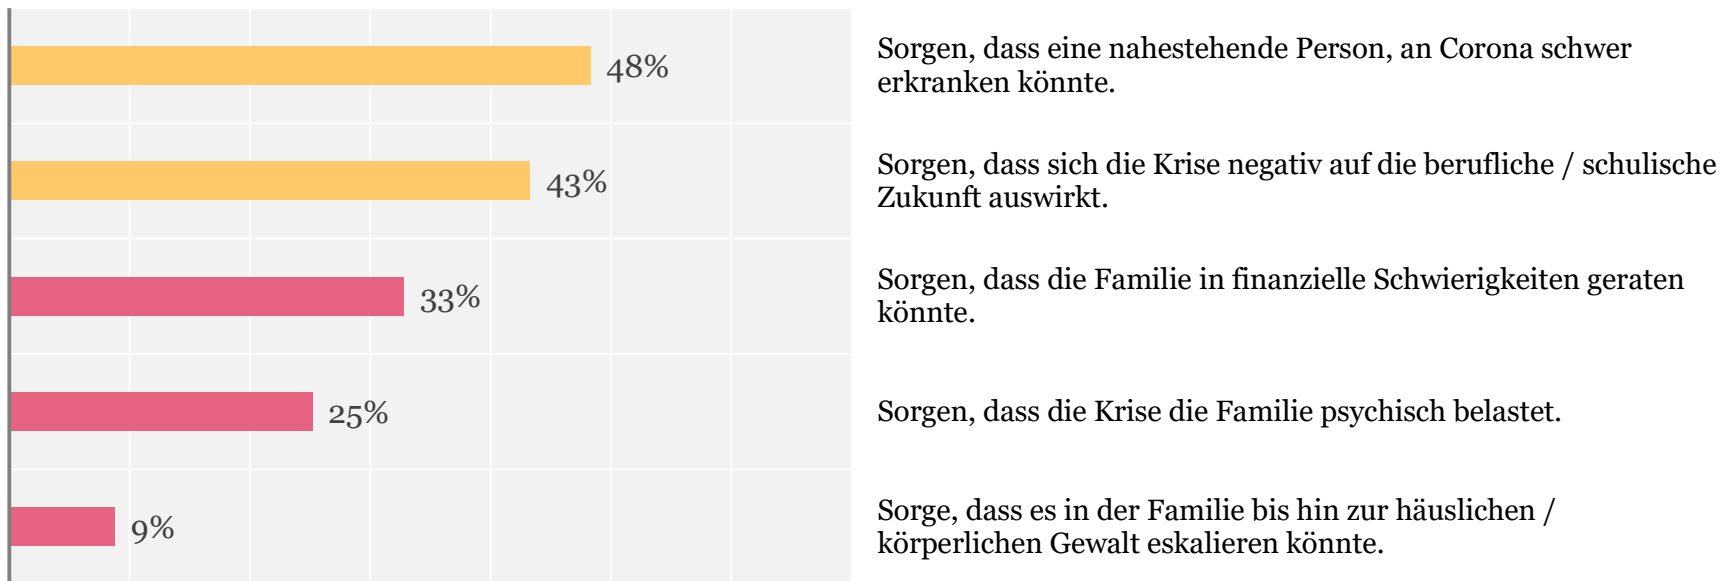 48%
Sorgen, dass eine nahestehende Person, an Corona schwer
erkranken könnte.
43%
Sorgen, dass sich die Krise negativ auf die berufliche / schulische
Zukunft auswirkt.
33%
Sorgen, dass die Familie in finanzielle Schwierigkeiten geraten
könnte.
25%
Sorgen, dass die Krise die Familie psychisch belastet.
9%
Sorge, dass es in der Familie bis hin zur häuslichen /
körperlichen Gewalt eskalieren könnte.